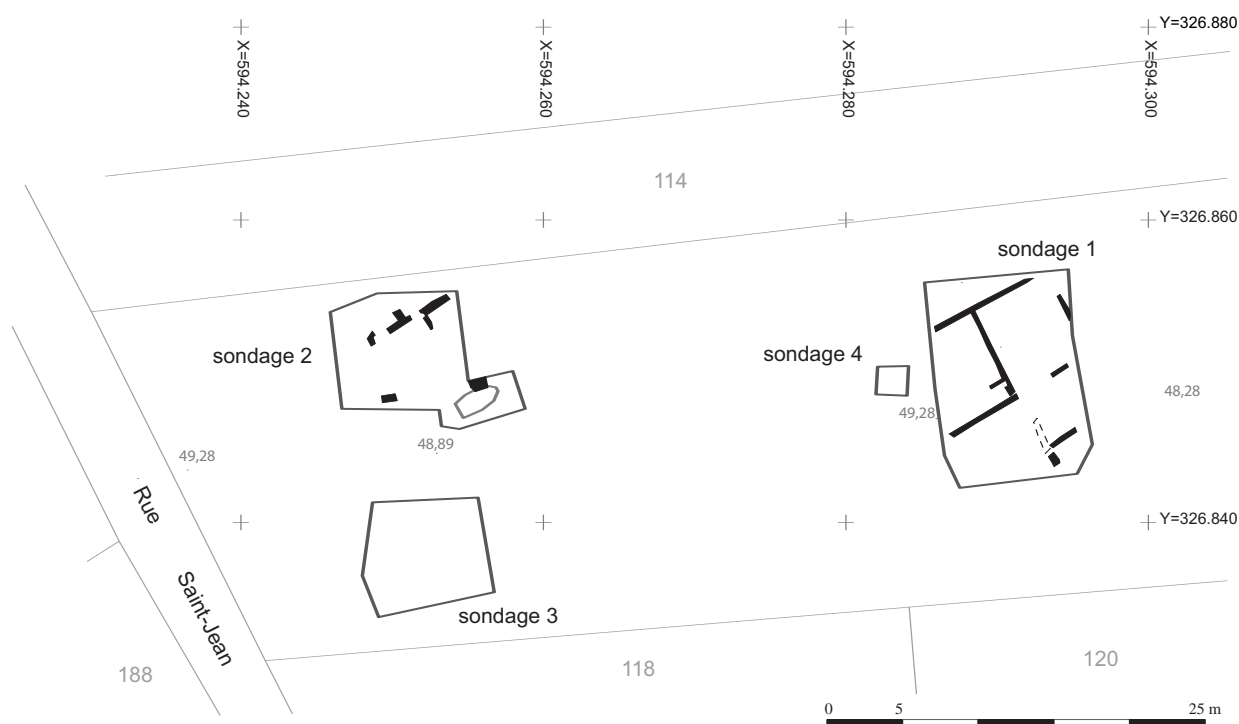 Y=326.880
X=594.240
X=594.260
X=594.280
X=594.300
114
Y=326.860
sondage 1
sondage 2
sondage 4
48,28
49,28
48,89
49,28
Rue
Saint-Jean
Y=326.840
sondage 3
188
118
120
0 5 25 m